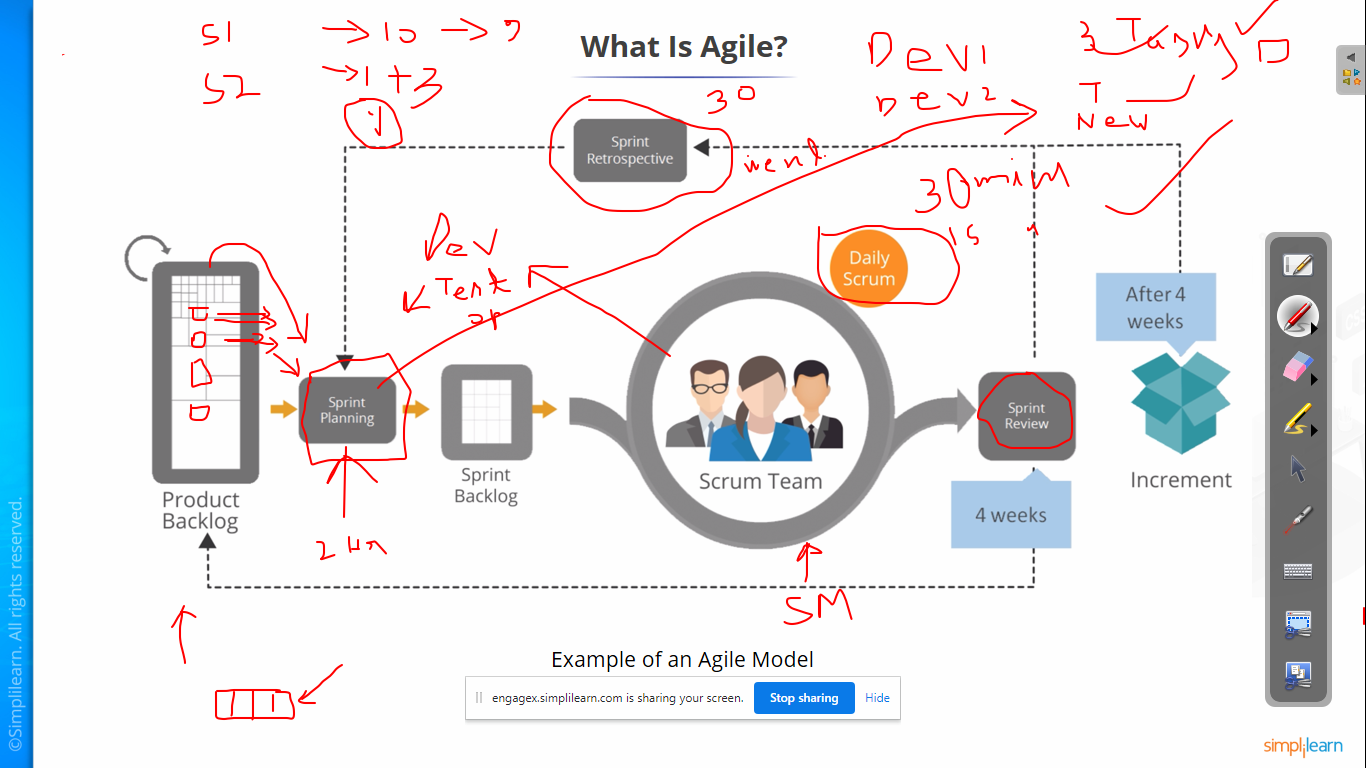 S1 → 10 → 9
S2 → 1 + 3
What Is Agile?
Dev1
Dev2
3 Tasks
T
New
30
Sprint
Retrospective
30 min
15
Dev
Test
Daily
Scrum
After 4
weeks
Sprint
Planning
Sprint
Review
Product
Backlog
Sprint
Backlog
Scrum Team
Increment
4 weeks
2 Hr
SM
Example of an Agile Model
engagex.simplilearn.com is sharing your screen.
Stop sharing
Hide
©Simplilearn. All rights reserved.
simplilearn